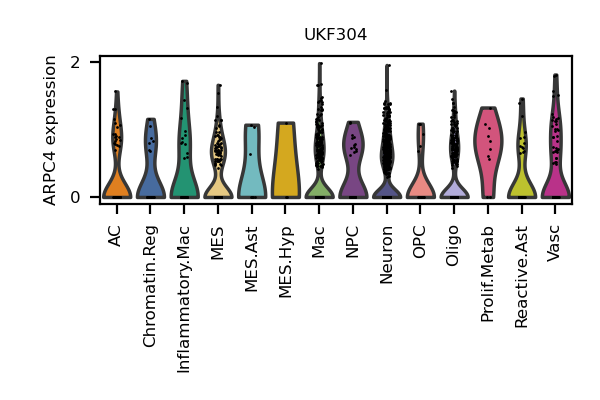 UKF304
ARPC4 expression
2
0
AC
Chromatin.Reg
Inflammatory.Mac
MES
MES.Ast
MES.Hyp
Mac
NPC
Neuron
OPC
Oligo
Prolif.Metab
Reactive.Ast
Vasc